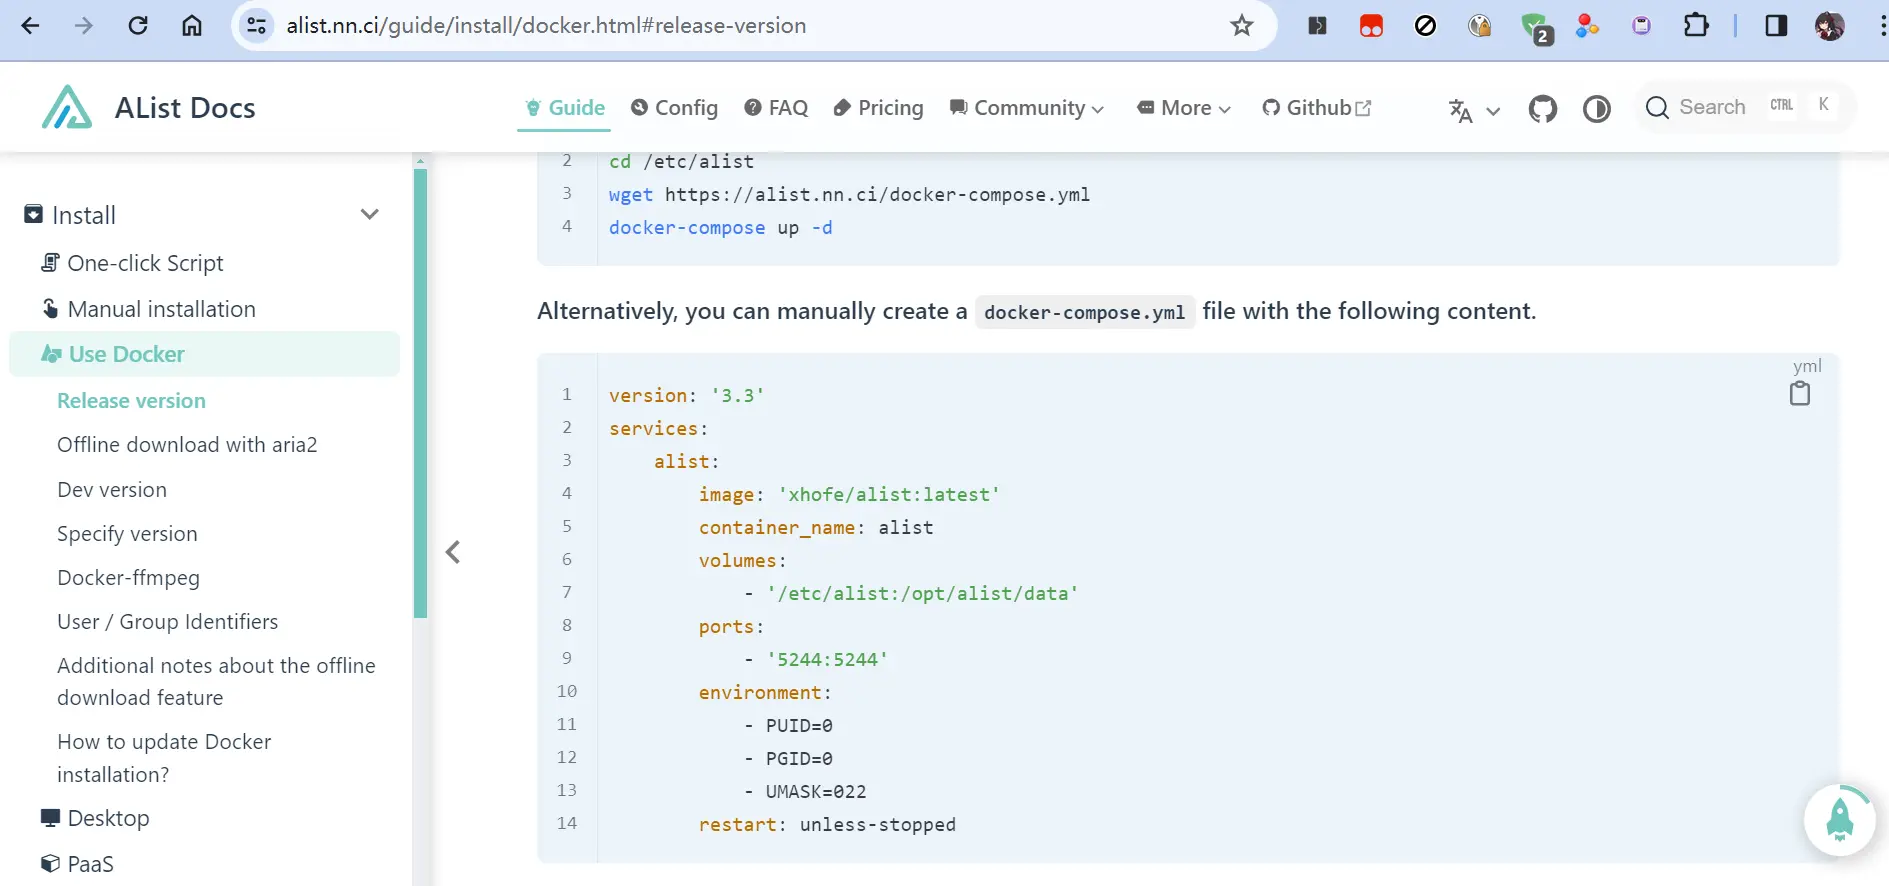 alist.nn.ci/guide/install/docker.html#release-version
2
AList Docs
Guide
Config
FAQ
Pricing
Community
More
Github
Search
CTRL
K
Install
One-click Script
Manual installation
Use Docker
Release version
Offline download with aria2
Dev version
Specify version
Docker-ffmpeg
User / Group Identifiers
Additional notes about the offline
download feature
How to update Docker
installation?
Desktop
PaaS
2 cd /etc/alist
3 wget https://alist.nn.ci/docker-compose.yml
4 docker-compose up -d
Alternatively, you can manually create a docker-compose.yml file with the following content.
yml
1 version: '3.3'
2 services:
3     alist:
4         image: 'xhofe/alist:latest'
5         container_name: alist
6         volumes:
7             - '/etc/alist:/opt/alist/data'
8         ports:
9             - '5244:5244'
10         environment:
11             - PUID=0
12             - PGID=0
13             - UMASK=022
14         restart: unless-stopped